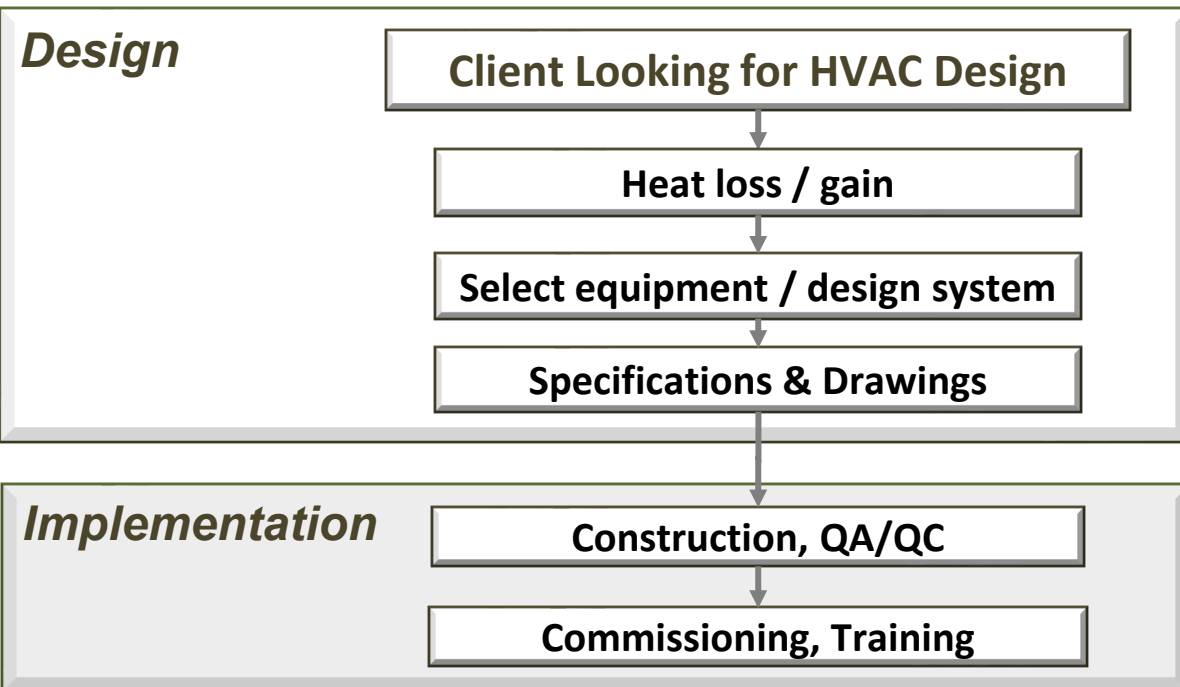 Design
Client Looking for HVAC Design
Heat loss / gain
Select equipment / design system
Specifications & Drawings
Implementation
Construction, QA/QC
Commissioning, Training